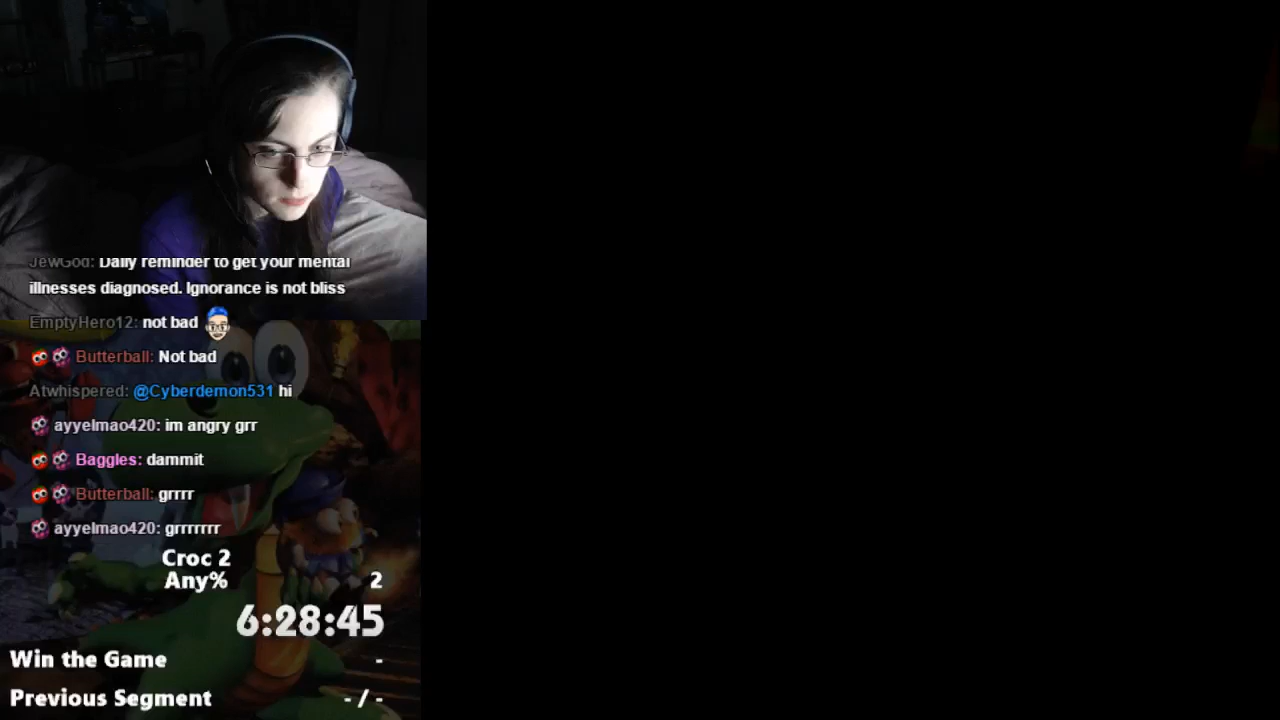 JewGod: Daily reminder to get your mental
illnesses diagnosed. Ignorance is not bliss
EmptyHero12: not bad
Butterball: Not bad
Atwhispered: @Cyberdemon531 hi
ayyelmao420: im angry grr
Baggles: dammit
Butterball: grrrr
ayyelmao420: grrrrrrr
Croc 2
Any% 2
6:28:45
Win the Game -
Previous Segment - / -